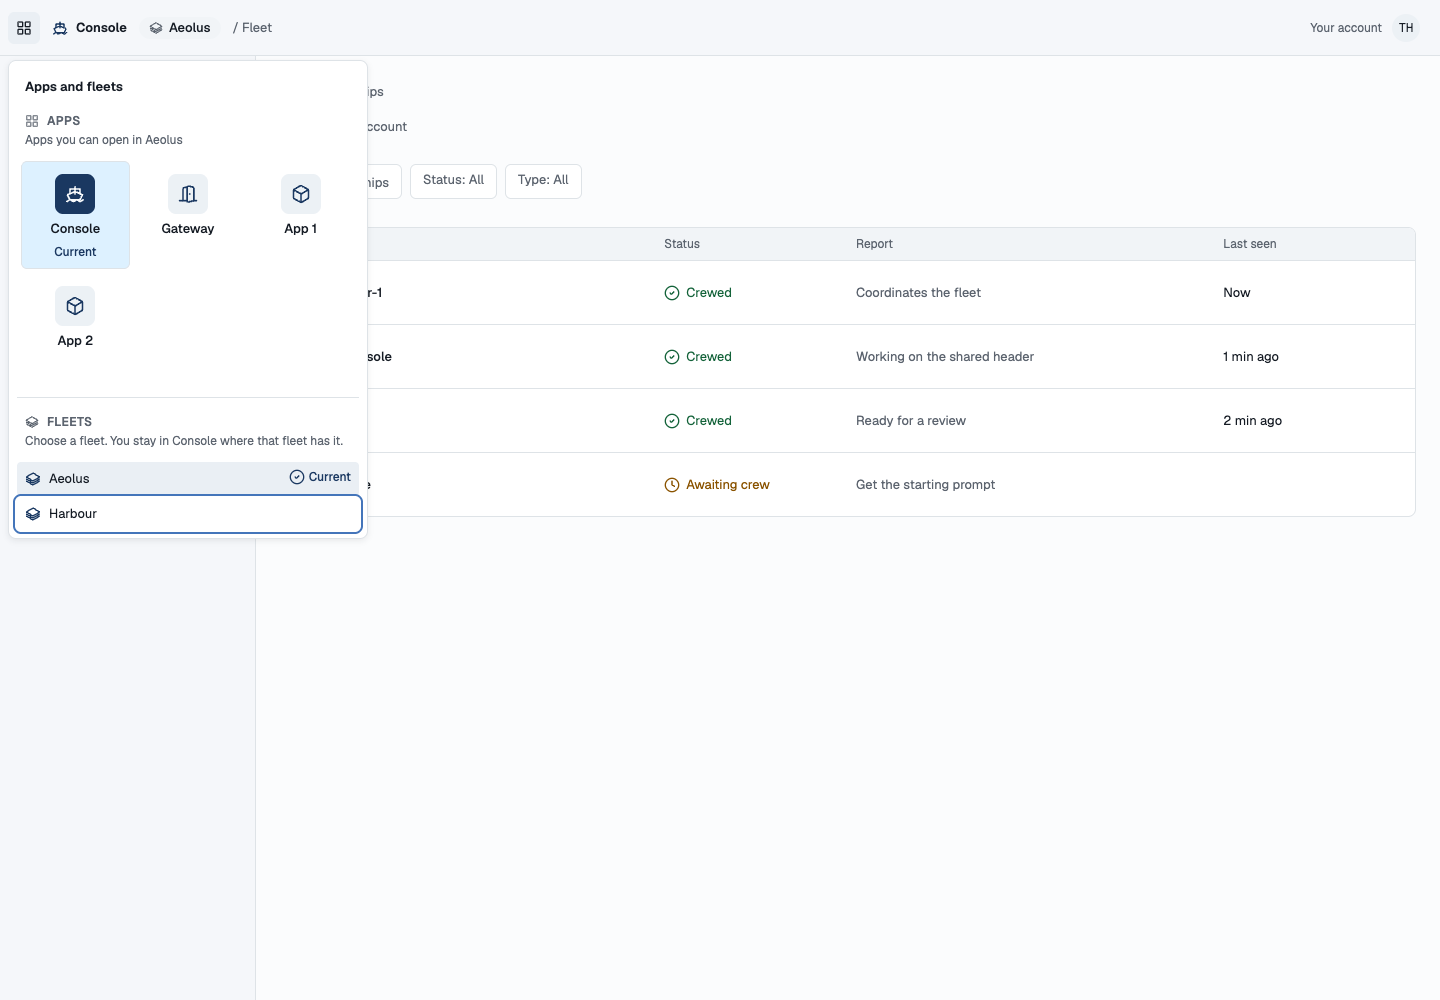 Console Aeolus / Fleet Your account TH
Apps and fleets
APPS
Apps you can open in Aeolus
Console Gateway App 1
Current
App 2
FLEETS
Choose a fleet. You stay in Console where that fleet has it.
Aeolus Current
Harbour
Status: All Type: All
Status Report Last seen
r-1 Crewed Coordinates the fleet Now
Crewed Working on the shared header 1 min ago
Crewed Ready for a review 2 min ago
Awaiting crew Get the starting prompt